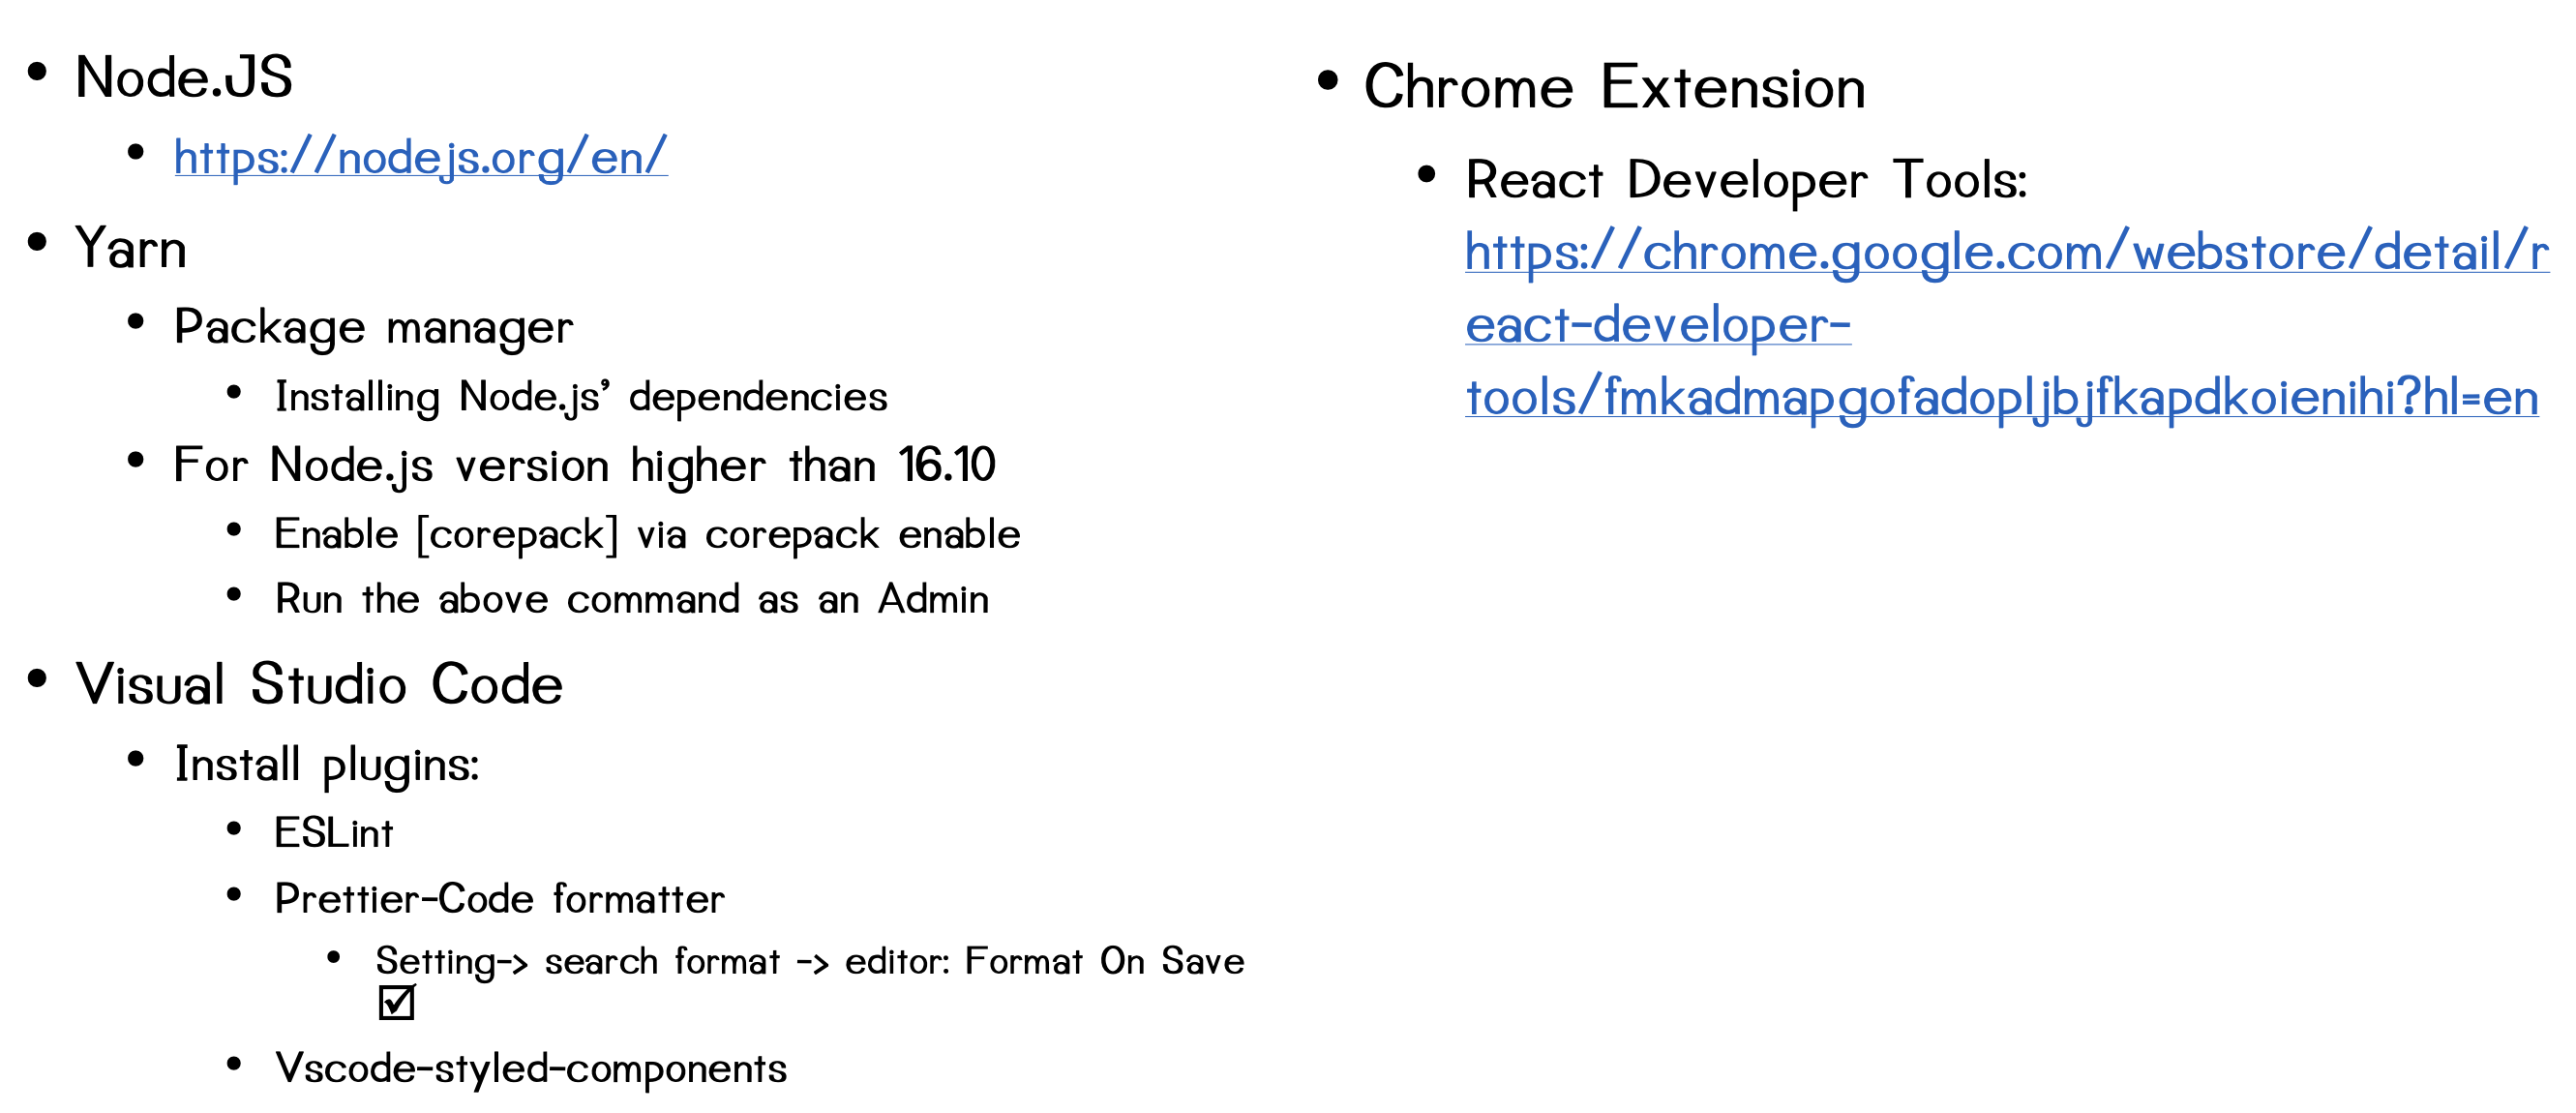 • Node.JS
• https://nodejs.org/en/
• Yarn
• Package manager
• Installing Node.js’ dependencies
• For Node.js version higher than 16.10
• Enable [corepack] via corepack enable
• Run the above command as an Admin
• Visual Studio Code
• Install plugins:
• ESLint
• Prettier-Code formatter
• Setting-> search format -> editor: Format On Save
☑
• Vscode-styled-components
• Chrome Extension
• React Developer Tools:
https://chrome.google.com/webstore/detail/r
eact-developer-
tools/fmkadmapgofadopljbjfkapdkoienihi?hl=en